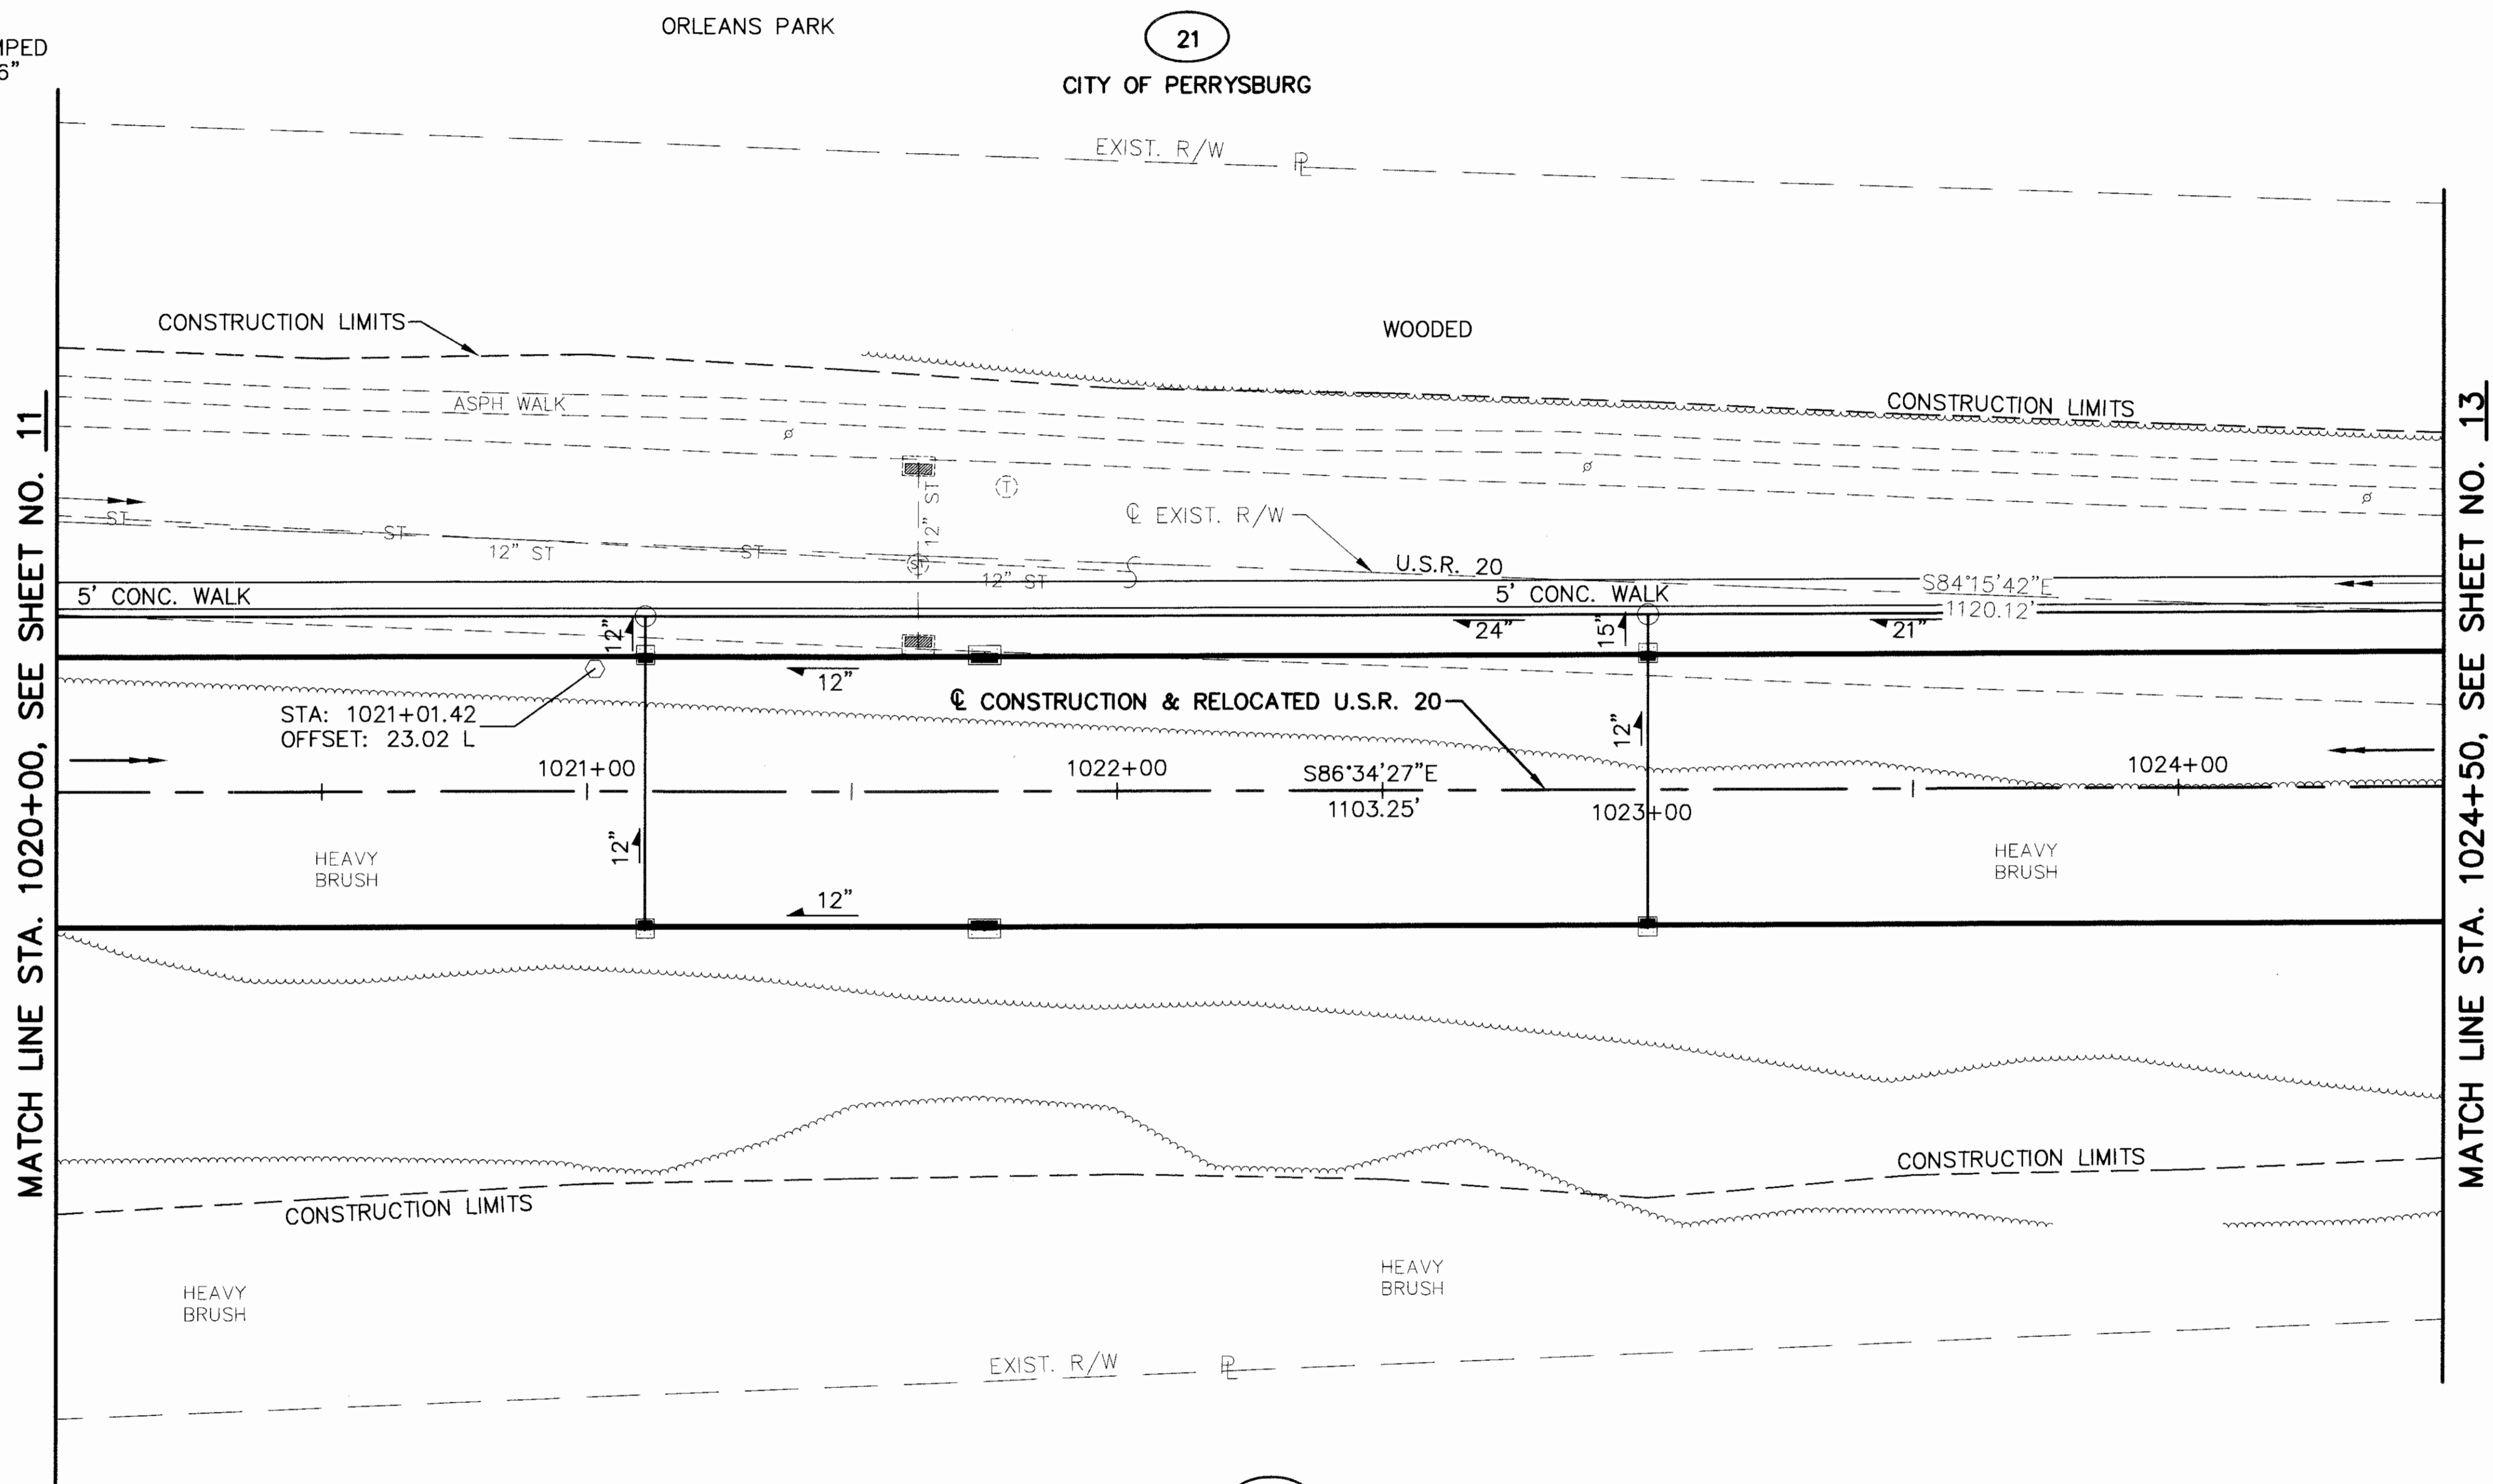 ORLEANS PARK
21
CITY OF PERRYSBURG
6"
EXIST. R/W ⅊
CONSTRUCTION LIMITS
WOODED
ASPH WALK
CONSTRUCTION LIMITS
12" ST
T
℄ EXIST. R/W
ST
ST
12" ST
ST
ST
12" ST
U.S.R. 20
S84°15'42"E
1120.12'
5' CONC. WALK
5' CONC. WALK
12"
24"
15"
21"
12"
STA: 1021+01.42
OFFSET: 23.02 L
℄ CONSTRUCTION & RELOCATED U.S.R. 20
12"
1021+00
1022+00
S86°34'27"E
1103.25'
1023+00
1024+00
12"
HEAVY
BRUSH
HEAVY
BRUSH
12"
CONSTRUCTION LIMITS
CONSTRUCTION LIMITS
HEAVY
BRUSH
HEAVY
BRUSH
EXIST. R/W ⅊
MATCH LINE STA. 1020+00, SEE SHEET NO. 11
MATCH LINE STA. 1024+50, SEE SHEET NO. 13